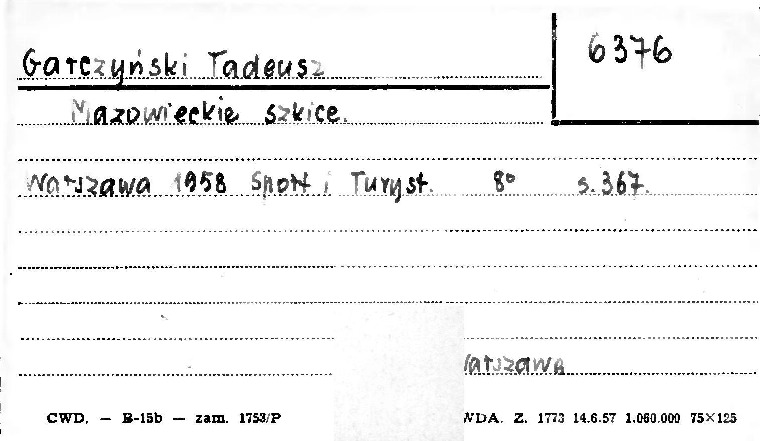 Garczyński Tadeusz
6376
Mazowieckie szkice.
Warszawa 1958 Sport i Turyst. 8° s. 367.
Warszawa
CWD. — B-15b — zam. 1753/P WDA. Z. 1773 14.6.57 1.060.000 75×125